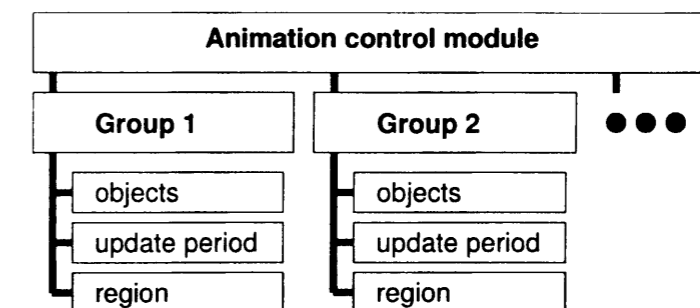 Animation control module
Group 1
objects
update period
region
Group 2
objects
update period
region